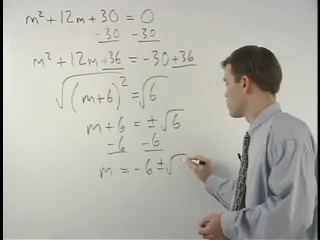 m² + 12m + 30 = 0
-30 -30
m² + 12m + 36 = -30 + 36
√(m+6)² = √6
m + 6 = ± √6
-6 -6
m = -6 ± √